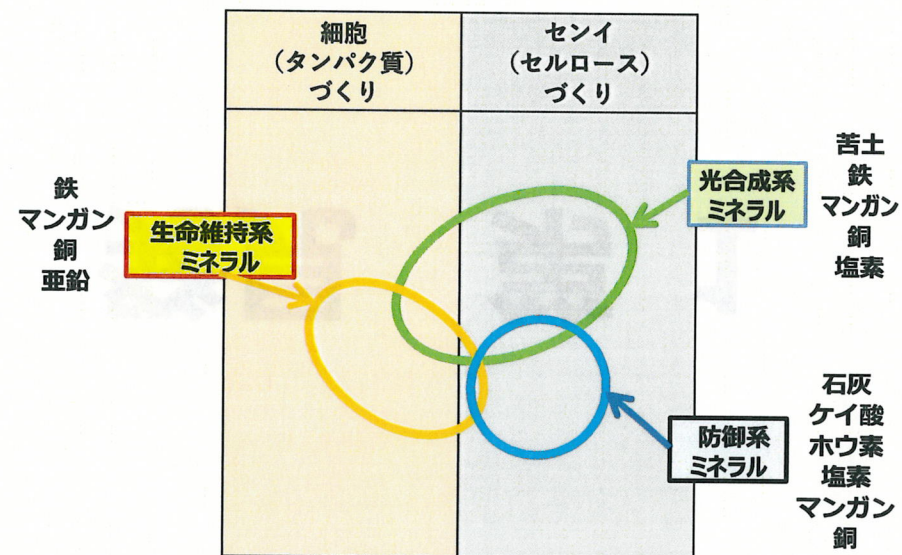 細胞
（タンパク質）
づくり
センイ
（セルロース）
づくり
鉄
マンガン
銅
亜鉛
生命維持系
ミネラル
光合成系
ミネラル
苦土
鉄
マンガン
銅
塩素
防御系
ミネラル
石灰
ケイ酸
ホウ素
塩素
マンガン
銅